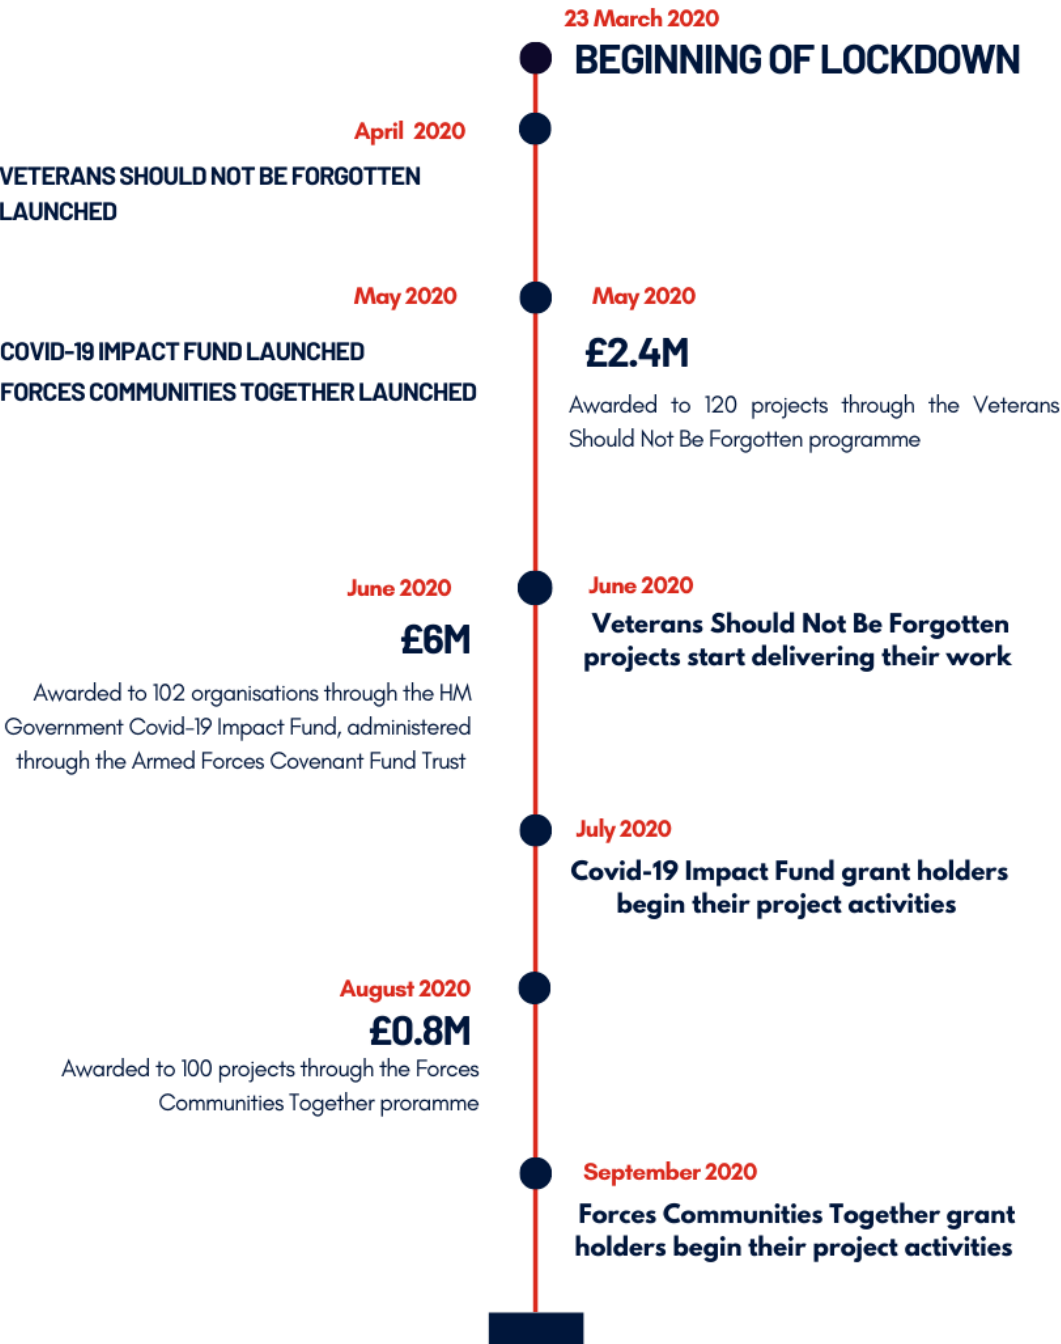 23 March 2020
BEGINNING OF LOCKDOWN
April 2020
VETERANS SHOULD NOT BE FORGOTTEN
LAUNCHED
May 2020
COVID-19 IMPACT FUND LAUNCHED
FORCES COMMUNITIES TOGETHER LAUNCHED
May 2020
£2.4M
Awarded to 120 projects through the Veterans
Should Not Be Forgotten programme
June 2020
£6M
Awarded to 102 organisations through the HM
Government Covid-19 Impact Fund, administered
through the Armed Forces Covenant Fund Trust
June 2020
Veterans Should Not Be Forgotten
projects start delivering their work
July 2020
Covid-19 Impact Fund grant holders
begin their project activities
August 2020
£0.8M
Awarded to 100 projects through the Forces
Communities Together proramme
September 2020
Forces Communities Together grant
holders begin their project activities